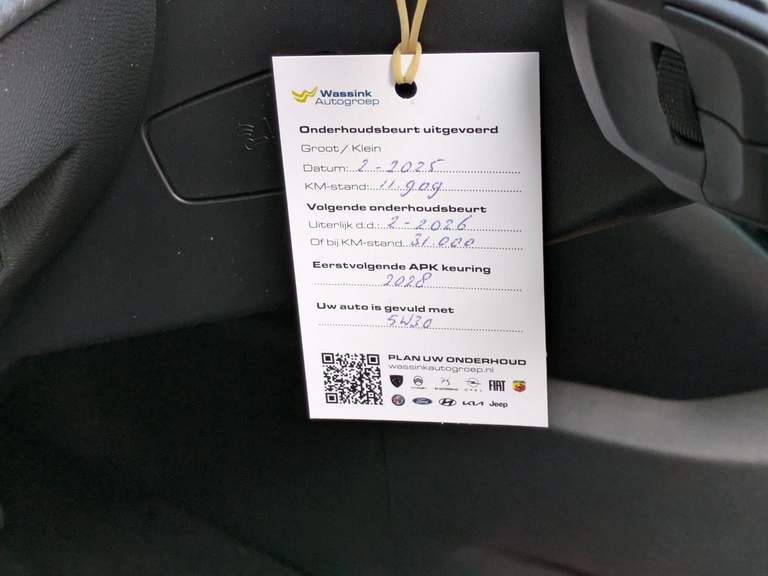 Wassink
Autogroep
Onderhoudsbeurt uitgevoerd
Groot / Klein
Datum: 2 - 2025
KM-stand: 11.909
Volgende onderhoudsbeurt
Uiterlijk d.d.: 2 - 2026
Of bij KM-stand. 31.000
Eerstvolgende APK keuring
2028
Uw auto is gevuld met
5W30
PLAN UW ONDERHOUD
wassinkautogroep.nl
OPEL FIAT
Ford KIA Jeep